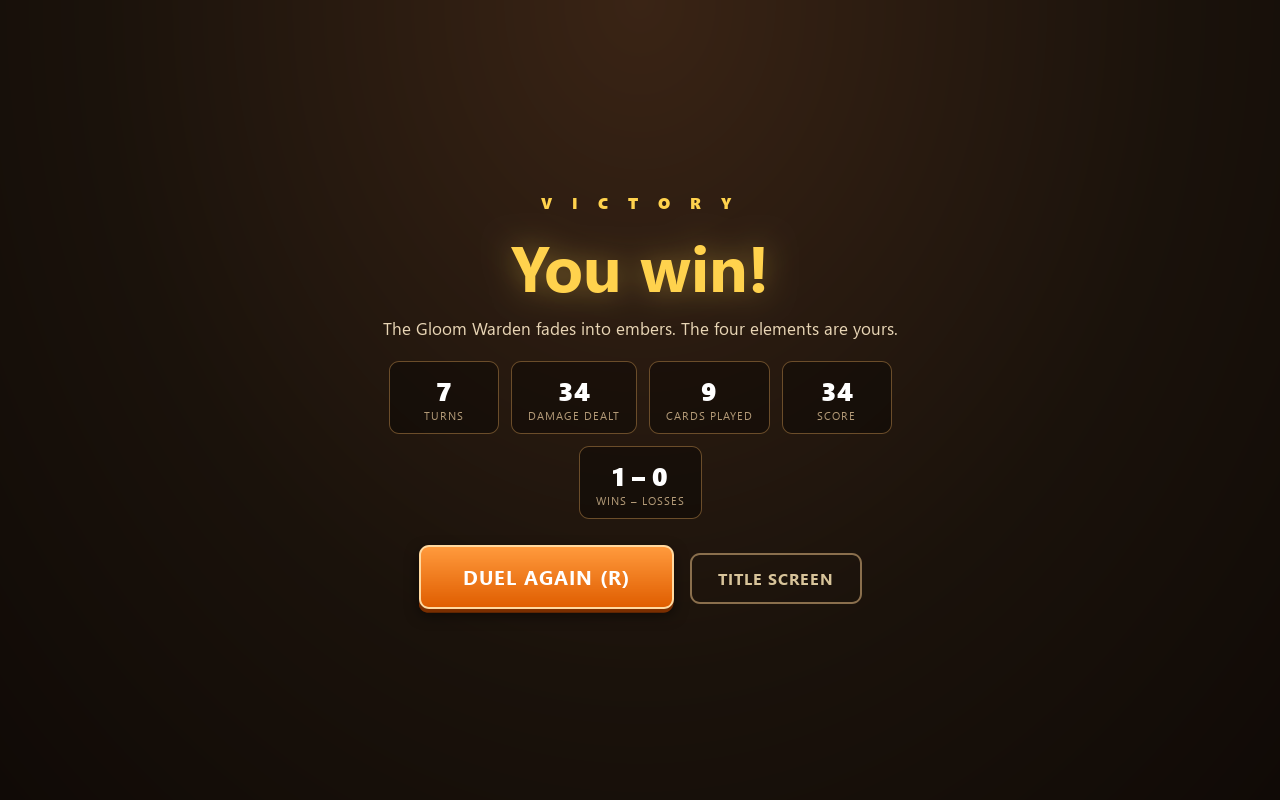 VICTORY
You win!
The Gloom Warden fades into embers. The four elements are yours.
7 34 9 34
TURNS DAMAGE DEALT CARDS PLAYED SCORE
1 – 0
WINS – LOSSES
DUEL AGAIN (R) TITLE SCREEN